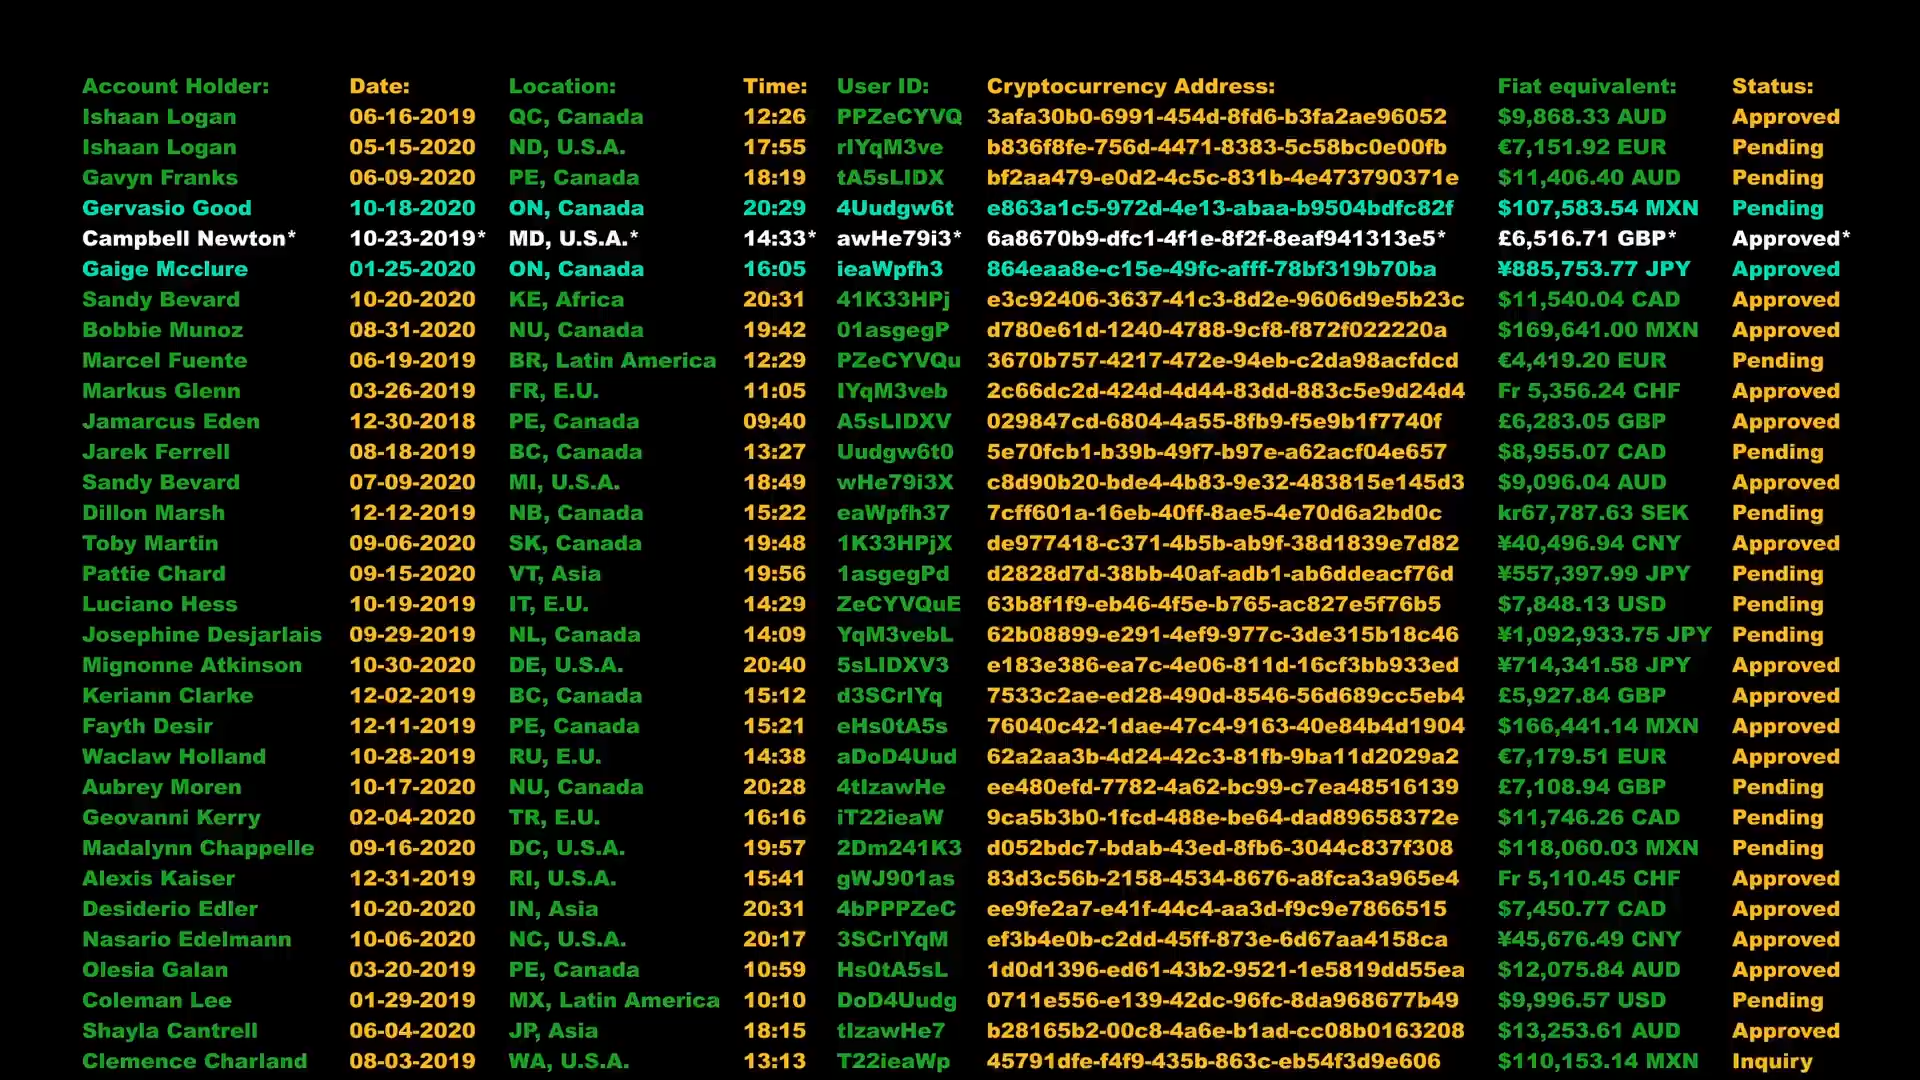 Account Holder: Date: Location: Time: User ID: Cryptocurrency Address: Fiat equivalent: Status:
Ishaan Logan 06-16-2019 QC, Canada 12:26 PPZeCYVQ 3afa30b0-6991-454d-8fd6-b3fa2ae96052 $9,868.33 AUD Approved
Ishaan Logan 05-15-2020 ND, U.S.A. 17:55 rIYqM3ve b836f8fe-756d-4471-8383-5c58bc0e00fb €7,151.92 EUR Pending
Gavyn Franks 06-09-2020 PE, Canada 18:19 tA5sLIDX bf2aa479-e0d2-4c5c-831b-4e473790371e $11,406.40 AUD Pending
Gervasio Good 10-18-2020 ON, Canada 20:29 4Uudgw6t e863a1c5-972d-4e13-abaa-b9504bdfc82f $107,583.54 MXN Pending
Campbell Newton* 10-23-2019* MD, U.S.A.* 14:33* awHe79i3* 6a8670b9-dfc1-4f1e-8f2f-8eaf941313e5* £6,516.71 GBP* Approved*
Gaige Mcclure 01-25-2020 ON, Canada 16:05 ieaWpfh3 864eaa8e-c15e-49fc-afff-78bf319b70ba ¥885,753.77 JPY Approved
Sandy Bevard 10-20-2020 KE, Africa 20:31 41K33HPj e3c92406-3637-41c3-8d2e-9606d9e5b23c $11,540.04 CAD Approved
Bobbie Munoz 08-31-2020 NU, Canada 19:42 01asgegP d780e61d-1240-4788-9cf8-f872f022220a $169,641.00 MXN Approved
Marcel Fuente 06-19-2019 BR, Latin America 12:29 PZeCYVQu 3670b757-4217-472e-94eb-c2da98acfdcd €4,419.20 EUR Pending
Markus Glenn 03-26-2019 FR, E.U. 11:05 IYqM3veb 2c66dc2d-424d-4d44-83dd-883c5e9d24d4 Fr 5,356.24 CHF Approved
Jamarcus Eden 12-30-2018 PE, Canada 09:40 A5sLIDXV 029847cd-6804-4a55-8fb9-f5e9b1f7740f £6,283.05 GBP Approved
Jarek Ferrell 08-18-2019 BC, Canada 13:27 Uudgw6t0 5e70fcb1-b39b-49f7-b97e-a62acf04e657 $8,955.07 CAD Pending
Sandy Bevard 07-09-2020 MI, U.S.A. 18:49 wHe79i3X c8d90b20-bde4-4b83-9e32-483815e145d3 $9,096.04 AUD Approved
Dillon Marsh 12-12-2019 NB, Canada 15:22 eaWpfh37 7cff601a-16eb-40ff-8ae5-4e70d6a2bd0c kr67,787.63 SEK Pending
Toby Martin 09-06-2020 SK, Canada 19:48 1K33HPjX de977418-c371-4b5b-ab9f-38d1839e7d82 ¥40,496.94 CNY Approved
Pattie Chard 09-15-2020 VT, Asia 19:56 1asgegPd d2828d7d-38bb-40af-adb1-ab6ddeacf76d ¥557,397.99 JPY Pending
Luciano Hess 10-19-2019 IT, E.U. 14:29 ZeCYVQuE 63b8f1f9-eb46-4f5e-b765-ac827e5f76b5 $7,848.13 USD Pending
Josephine Desjarlais 09-29-2019 NL, Canada 14:09 YqM3vebL 62b08899-e291-4ef9-977c-3de315b18c46 ¥1,092,933.75 JPY Pending
Mignonne Atkinson 10-30-2020 DE, U.S.A. 20:40 5sLIDXV3 e183e386-ea7c-4e06-811d-16cf3bb933ed ¥714,341.58 JPY Approved
Keriann Clarke 12-02-2019 BC, Canada 15:12 d3SCrIYq 7533c2ae-ed28-490d-8546-56d689cc5eb4 £5,927.84 GBP Approved
Fayth Desir 12-11-2019 PE, Canada 15:21 eHs0tA5s 76040c42-1dae-47c4-9163-40e84b4d1904 $166,441.14 MXN Approved
Waclaw Holland 10-28-2019 RU, E.U. 14:38 aDoD4Uud 62a2aa3b-4d24-42c3-81fb-9ba11d2029a2 €7,179.51 EUR Approved
Aubrey Moren 10-17-2020 NU, Canada 20:28 4tIzawHe ee480efd-7782-4a62-bc99-c7ea48516139 £7,108.94 GBP Pending
Geovanni Kerry 02-04-2020 TR, E.U. 16:16 iT22ieaW 9ca5b3b0-1fcd-488e-be64-dad89658372e $11,746.26 CAD Pending
Madalynn Chappelle 09-16-2020 DC, U.S.A. 19:57 2Dm241K3 d052bdc7-bdab-43ed-8fb6-3044c837f308 $118,060.03 MXN Pending
Alexis Kaiser 12-31-2019 RI, U.S.A. 15:41 gWJ901as 83d3c56b-2158-4534-8676-a8fca3a965e4 Fr 5,110.45 CHF Approved
Desiderio Edler 10-20-2020 IN, Asia 20:31 4bPPPZeC ee9fe2a7-e41f-44c4-aa3d-f9c9e7866515 $7,450.77 CAD Approved
Nasario Edelmann 10-06-2020 NC, U.S.A. 20:17 3SCrIYqM ef3b4e0b-c2dd-45ff-873e-6d67aa4158ca ¥45,676.49 CNY Approved
Olesia Galan 03-20-2019 PE, Canada 10:59 Hs0tA5sL 1d0d1396-ed61-43b2-9521-1e5819dd55ea $12,075.84 AUD Approved
Coleman Lee 01-29-2019 MX, Latin America 10:10 DoD4Uudg 0711e556-e139-42dc-96fc-8da968677b49 $9,996.57 USD Pending
Shayla Cantrell 06-04-2020 JP, Asia 18:15 tIzawHe7 b28165b2-00c8-4a6e-b1ad-cc08b0163208 $13,253.61 AUD Approved
Clemence Charland 08-03-2019 WA, U.S.A. 13:13 T22ieaWp 45791dfe-f4f9-435b-863c-eb54f3d9e606 $110,153.14 MXN Inquiry